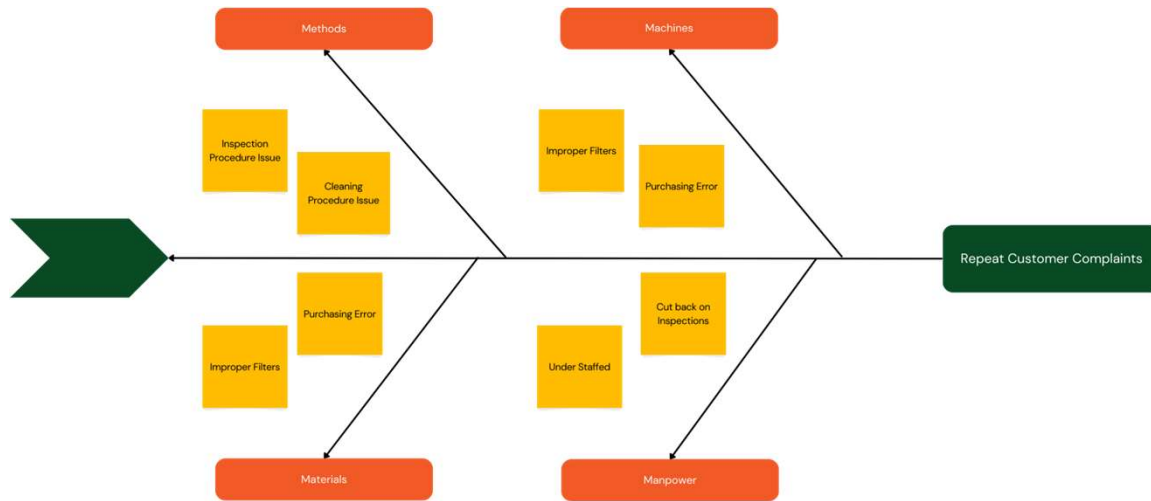 Methods
Machines
Inspection
Procedure Issue
Cleaning
Procedure Issue
Improper Filters
Purchasing Error
Repeat Customer Complaints
Purchasing Error
Improper Filters
Cut back on
Inspections
Under Staffed
Materials
Manpower